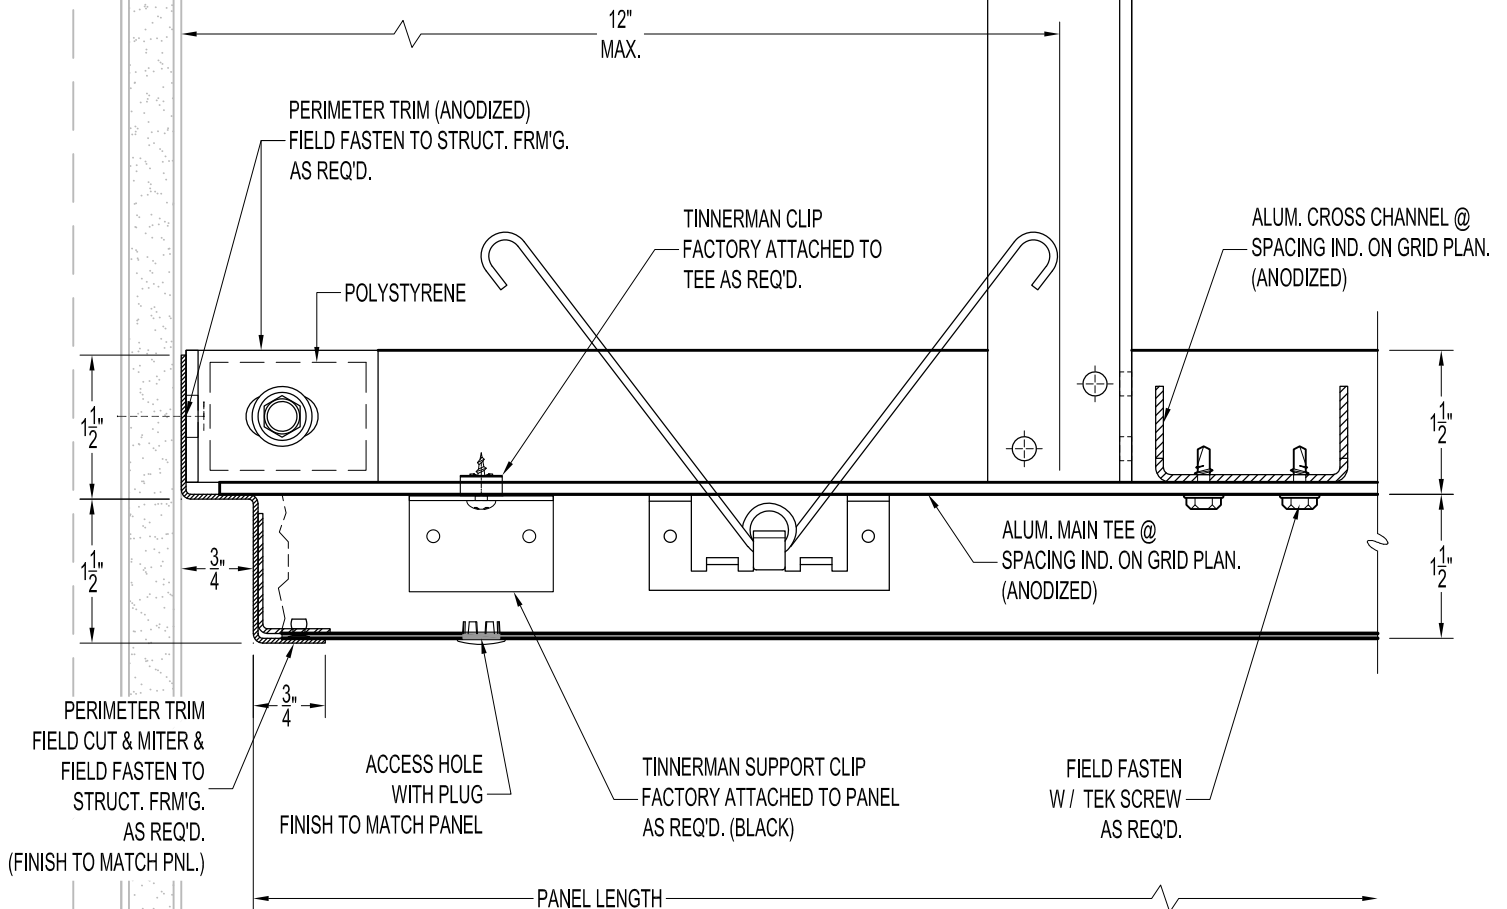 12"
MAX.
PERIMETER TRIM (ANODIZED)
FIELD FASTEN TO STRUCT. FRM'G.
AS REQ'D.
TINNERMAN CLIP
FACTORY ATTACHED TO
TEE AS REQ'D.
ALUM. CROSS CHANNEL @
SPACING IND. ON GRID PLAN.
(ANODIZED)
POLYSTYRENE
1 1/2"
1 1/2"
1 1/2"
3/4"
1 1/2"
ALUM. MAIN TEE @
SPACING IND. ON GRID PLAN.
(ANODIZED)
3/4"
PERIMETER TRIM
FIELD CUT & MITER &
FIELD FASTEN TO
STRUCT. FRM'G.
AS REQ'D.
(FINISH TO MATCH PNL.)
ACCESS HOLE
WITH PLUG
FINISH TO MATCH PANEL
TINNERMAN SUPPORT CLIP
FACTORY ATTACHED TO PANEL
AS REQ'D. (BLACK)
FIELD FASTEN
W / TEK SCREW
AS REQ'D.
PANEL LENGTH